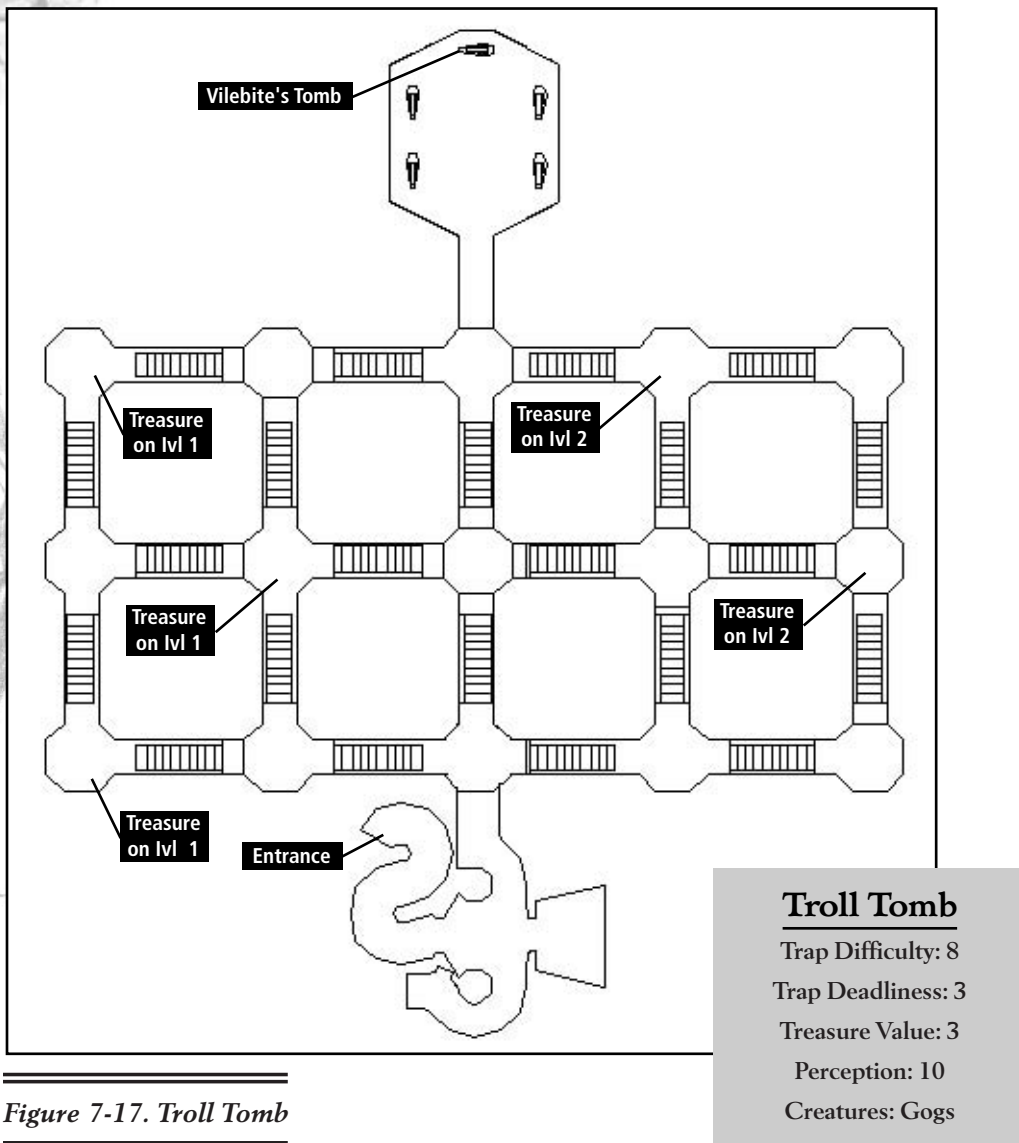 Vilebite's Tomb
Treasure
on lvl 1
Treasure
on lvl 2
Treasure
on lvl 1
Treasure
on lvl 2
Treasure
on lvl 1
Entrance
Troll Tomb
Trap Difficulty: 8
Trap Deadliness: 3
Treasure Value: 3
Perception: 10
Creatures: Gogs
Figure 7-17. Troll Tomb